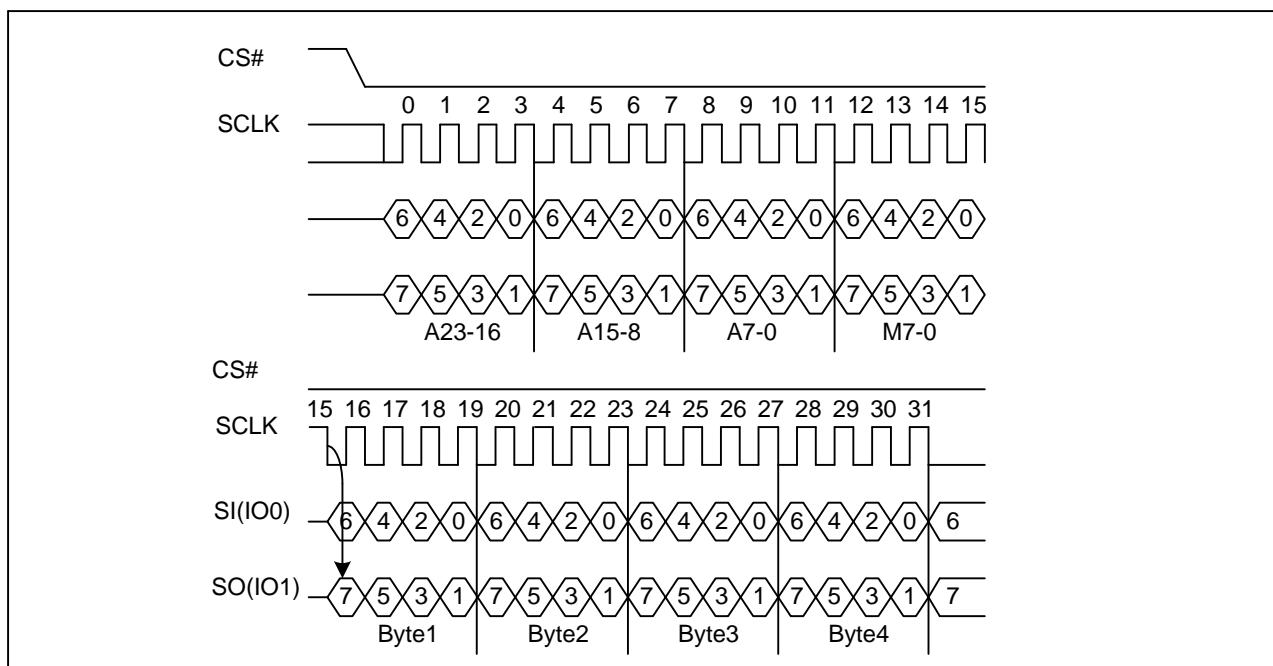 CS#
0 1 2 3 4 5 6 7 8 9 10 11 12 13 14 15
SCLK
6 4 2 0 6 4 2 0 6 4 2 0 6 4 2 0
7 5 3 1 7 5 3 1 7 5 3 1 7 5 3 1
A23-16 A15-8 A7-0 M7-0
CS#
15 16 17 18 19 20 21 22 23 24 25 26 27 28 29 30 31
SCLK
SI(IO0) 6 4 2 0 6 4 2 0 6 4 2 0 6 4 2 0 6
SO(IO1) 7 5 3 1 7 5 3 1 7 5 3 1 7 5 3 1 7
Byte1 Byte2 Byte3 Byte4